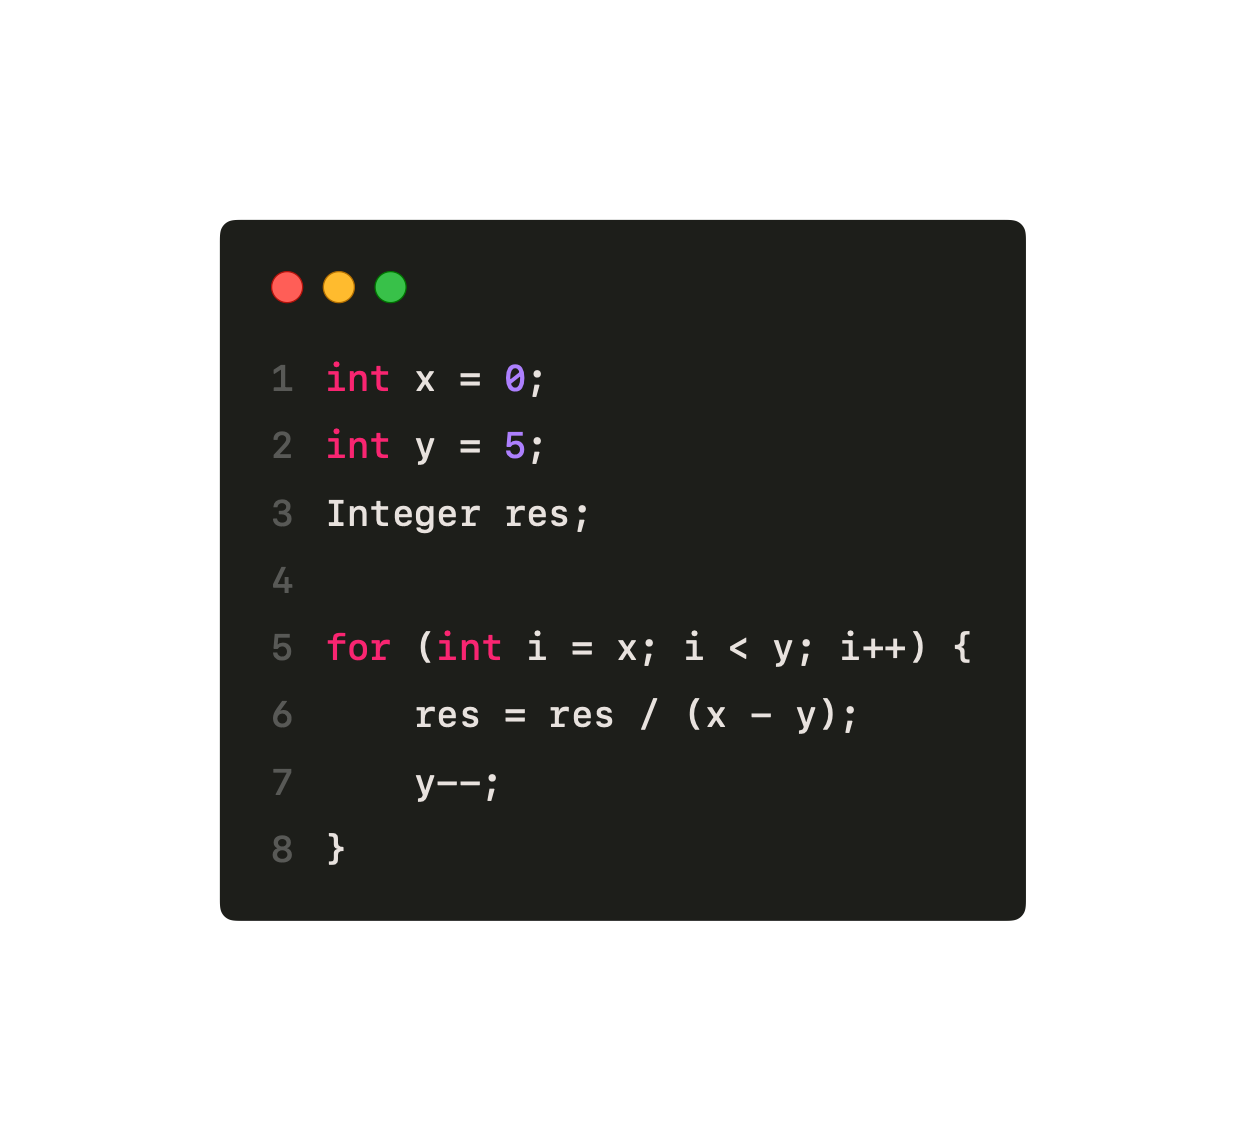 1 int x = 0;
2 int y = 5;
3 Integer res;
4
5 for (int i = x; i < y; i++) {
6     res = res / (x - y);
7     y--;
8 }